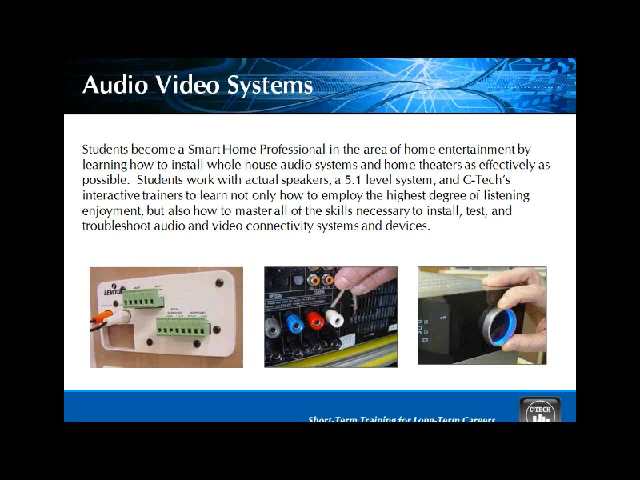 Audio Video Systems
Students become a Smart Home Professional in the area of home entertainment by
learning how to install whole house audio systems and home theaters as effectively as
possible. Students work with actual speakers, a 5.1 level system, and C-Tech's
interactive trainers to learn not only how to employ the highest degree of listening
enjoyment, but also how to master all of the skills necessary to install, test, and
troubleshoot audio and video connectivity systems and devices.
Short-Term Training for Long-Term Careers
C-TECH